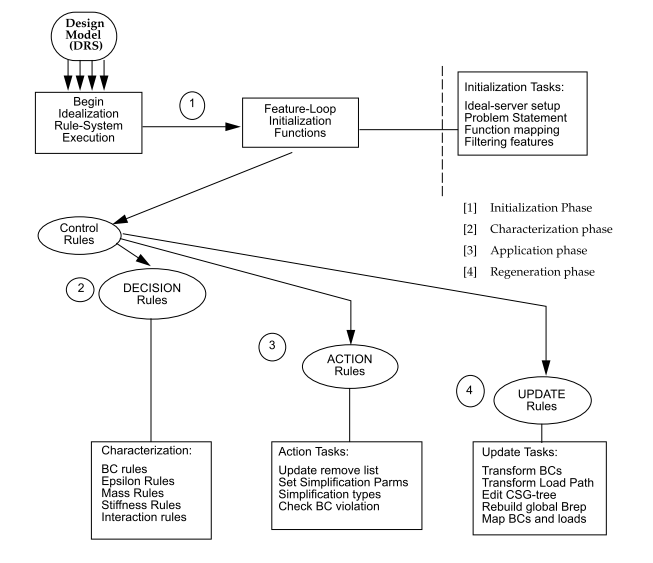 Design
Model
(DRS)
Begin
Idealization
Rule-System
Execution
1
Feature-Loop
Initialization
Functions
Initialization Tasks:
Ideal-server setup
Problem Statement
Function mapping
Filtering features
[1] Initialization Phase
[2] Characterization phase
[3] Application phase
[4] Regeneration phase
Control
Rules
2
DECISION
Rules
3
ACTION
Rules
4
UPDATE
Rules
Characterization:
BC rules
Epsilon Rules
Mass Rules
Stiffness Rules
Interaction rules
Action Tasks:
Update remove list
Set Simplification Parms
Simplification types
Check BC violation
Update Tasks:
Transform BCs
Transform Load Path
Edit CSG-tree
Rebuild global Brep
Map BCs and loads